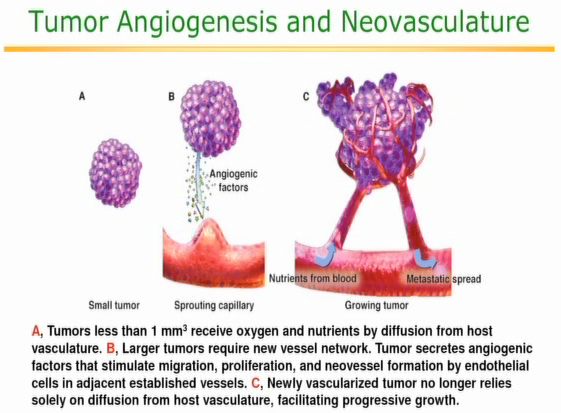 Tumor Angiogenesis and Neovasculature
A
B
C
Angiogenic
factors
Nutrients from blood
Metastatic spread
Small tumor
Sprouting capillary
Growing tumor
A, Tumors less than 1 mm³ receive oxygen and nutrients by diffusion from host
vasculature. B, Larger tumors require new vessel network. Tumor secretes angiogenic
factors that stimulate migration, proliferation, and neovessel formation by endothelial
cells in adjacent established vessels. C, Newly vascularized tumor no longer relies
solely on diffusion from host vasculature, facilitating progressive growth.